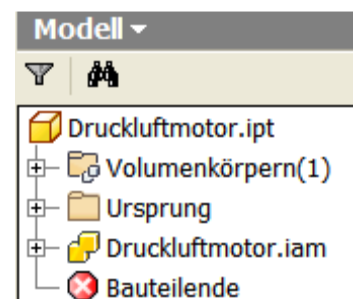 Modell
Druckluftmotor.ipt
Volumenkörpern(1)
Ursprung
Druckluftmotor.iam
Bauteilende